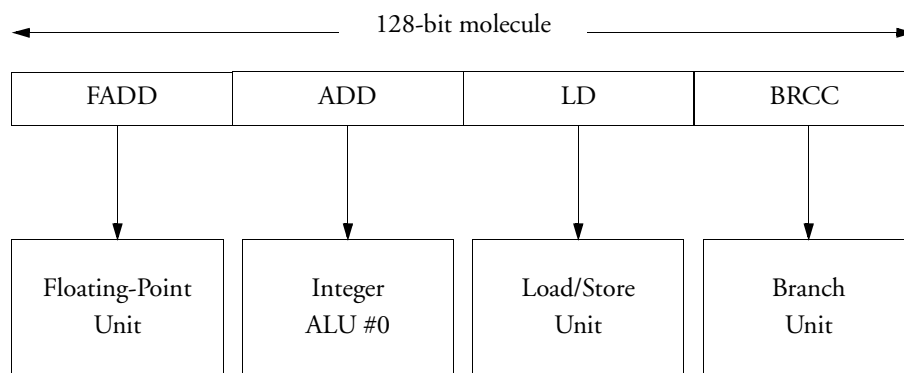 128-bit molecule
FADD
ADD
LD
BRCC
Floating-Point
Unit
Integer
ALU #0
Load/Store
Unit
Branch
Unit